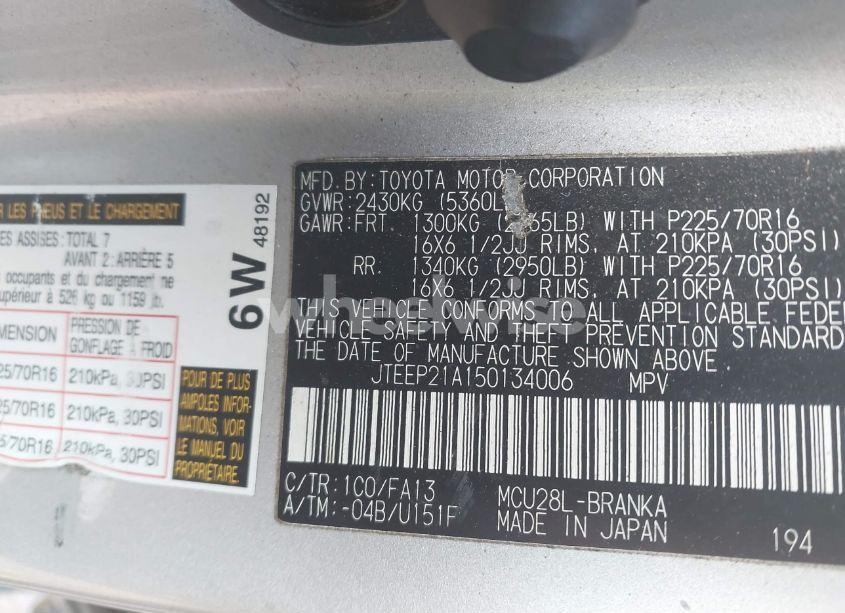 R LES PNEUS ET LE CHARGEMENT
ES ASSISES: TOTAL 7
AVANT 2: ARRIÈRE 5
occupants et du chargement ne
supérieur à 526 kg ou 1159 lb.
MENSION PRESSION DE GONFLAGE À FROID
25/70R16 210kPa, 30PSI
25/70R16 210kPa, 30PSI
5/70R16 210kPa, 30PSI
POUR DE PLUS
AMPOLES INFOR-
MATIONS, VOIR
LE MANUEL DU
PROPRIÉTAIRE.
6W 48192
wheelwise
MFD. BY: TOYOTA MOTOR CORPORATION
GVWR: 2430KG (5360L
GAWR: FRT. 1300KG (2 65LB) WITH P225/70R16
16X6 1/2JJ RIMS, AT 210KPA (30PSI)
RR. 1340KG (2950LB) WITH P225/70R16
16X6 1/2JJ RIMS, AT 210KPA (30PSI)
THIS VEHICLE CONFORMS TO ALL APPLICABLE FEDE
VEHICLE SAFETY AND THEFT PREVENTION STANDARD
THE DATE OF MANUFACTURE SHOWN ABOVE.
JTEEP21A150134006 MPV
C/TR: 1C0/FA13 MCU28L-BRANKA
A/TM: -04B/U151F MADE IN JAPAN 194